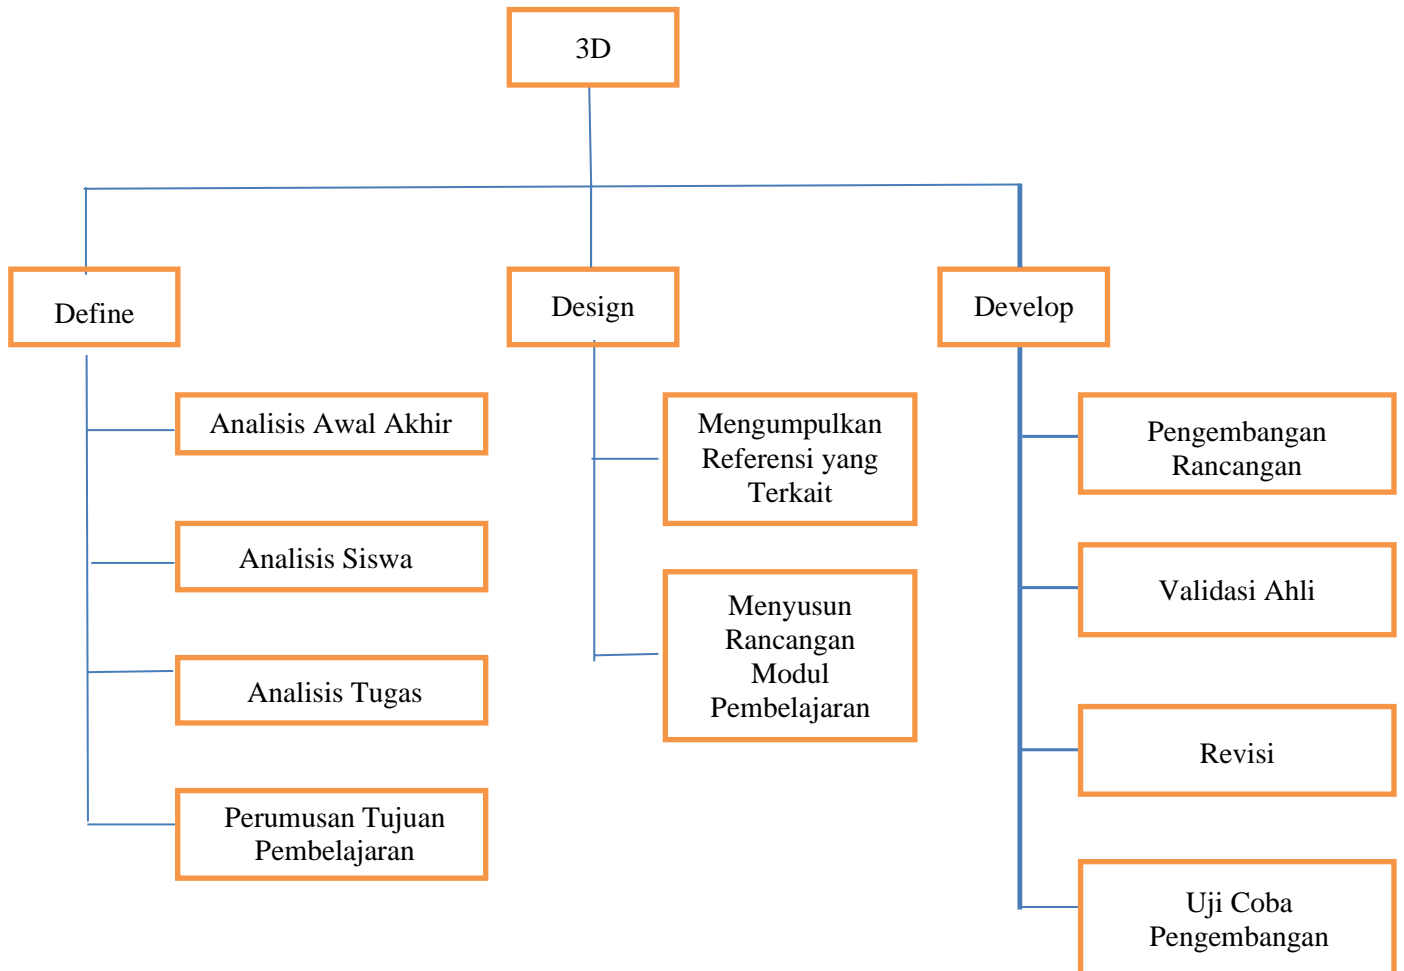 3D
Define
Design
Develop
Analisis Awal Akhir
Analisis Siswa
Analisis Tugas
Perumusan Tujuan
Pembelajaran
Mengumpulkan
Referensi yang
Terkait
Menyusun
Rancangan
Modul
Pembelajaran
Pengembangan
Rancangan
Validasi Ahli
Revisi
Uji Coba
Pengembangan